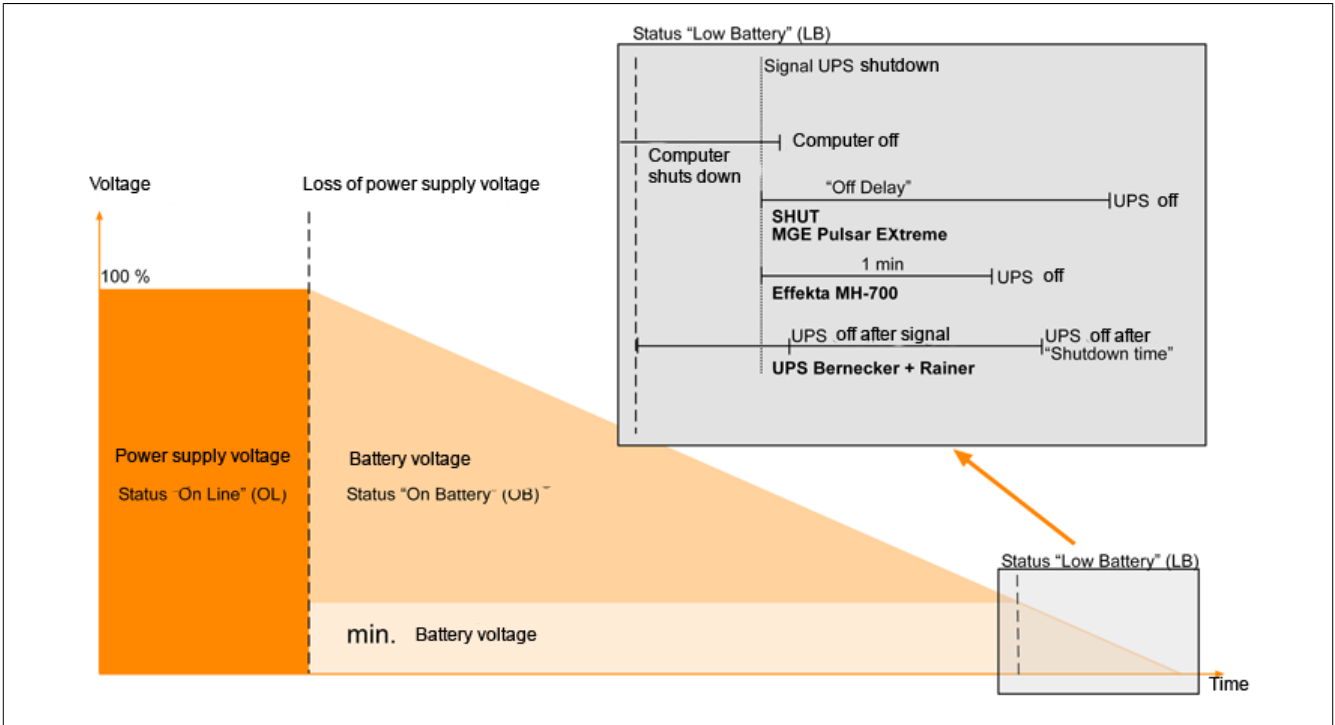 Status “Low Battery” (LB)
Signal UPS shutdown
Computer off
Computer
shuts down
“Off Delay”
UPS off
SHUT
MGE Pulsar EXtreme
1 min
UPS off
Effekta MH-700
UPS off after signal
UPS off after
“Shutdown time”
UPS Bernecker + Rainer
Voltage
Loss of power supply voltage
100 %
Power supply voltage
Status “On Line” (OL)
Battery voltage
Status “On Battery” (OB)
Status “Low Battery” (LB)
min. Battery voltage
Time